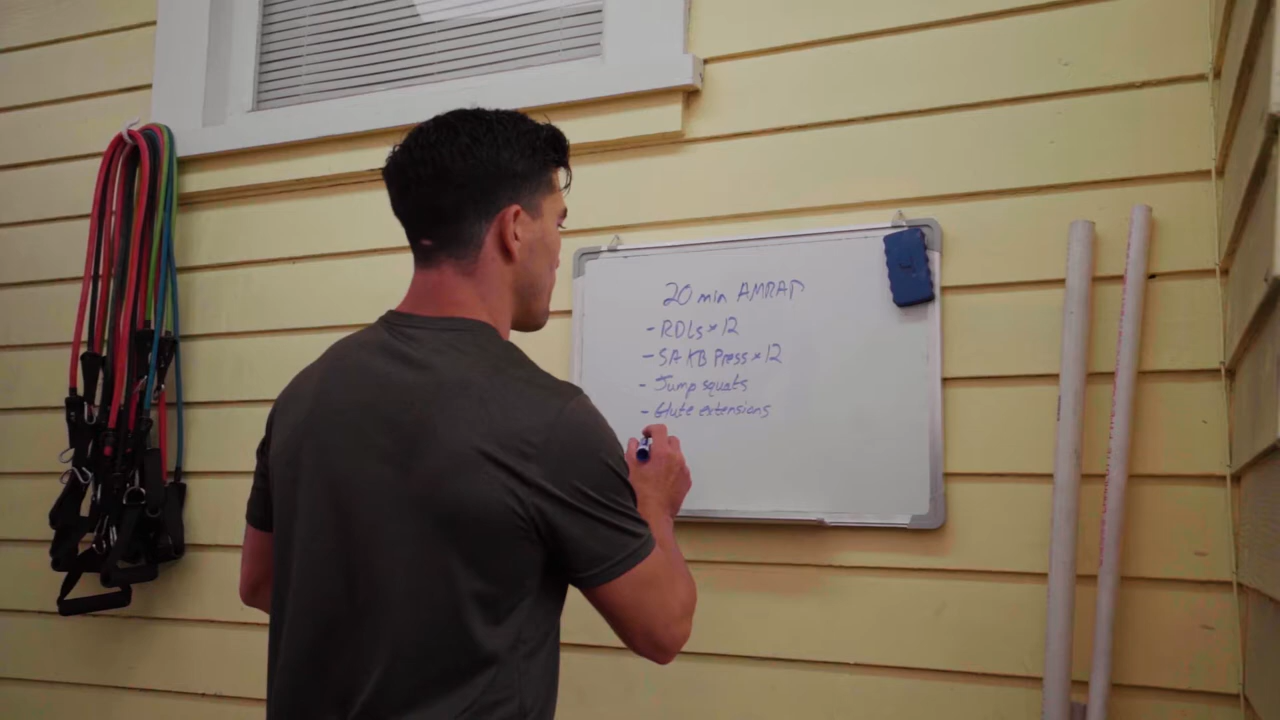 20 min AMRAP
- RDLs x 12
- SA KB Press x 12
- Jump squats
- Glute extensions